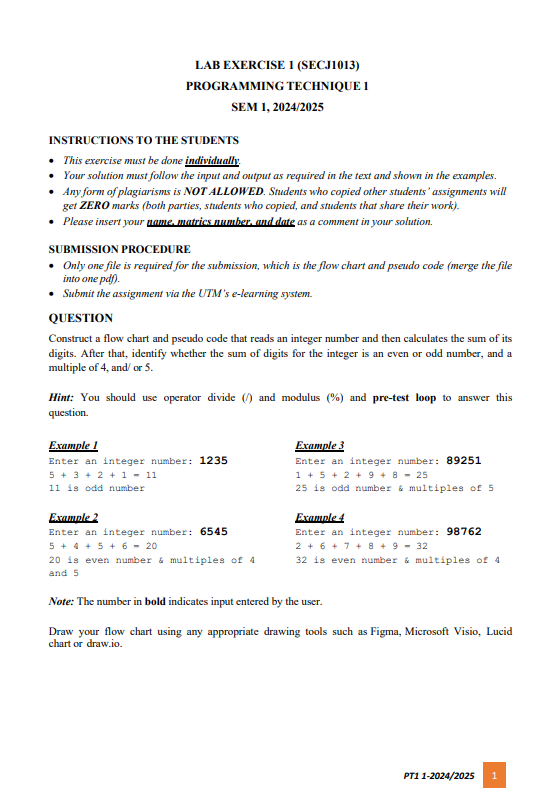 LAB EXERCISE 1 (SECJ1013)
PROGRAMMING TECHNIQUE 1
SEM 1, 2024/2025
INSTRUCTIONS TO THE STUDENTS
• This exercise must be done individually.
• Your solution must follow the input and output as required in the text and shown in the examples.
• Any form of plagiarisms is NOT ALLOWED. Students who copied other students' assignments will
get ZERO marks (both parties, students who copied, and students that share their work).
• Please insert your name, matrics number, and date as a comment in your solution.
SUBMISSION PROCEDURE
• Only one file is required for the submission, which is the flow chart and pseudo code (merge the file
into one pdf).
• Submit the assignment via the UTM's e-learning system.
QUESTION
Construct a flow chart and pseudo code that reads an integer number and then calculates the sum of its
digits. After that, identify whether the sum of digits for the integer is an even or odd number, and a
multiple of 4, and/ or 5.
Hint: You should use operator divide (/) and modulus (%) and pre-test loop to answer this
question.
Example 1
Enter an integer number: 1235
5 + 3 + 2 + 1 = 11
11 is odd number
Example 2
Enter an integer number: 6545
5 + 4 + 5 + 6 = 20
20 is even number & multiples of 4
and 5
Example 3
Enter an integer number: 89251
1 + 5 + 2 + 9 + 8 = 25
25 is odd number & multiples of 5
Example 4
Enter an integer number: 98762
2 + 6 + 7 + 8 + 9 = 32
32 is even number & multiples of 4
Note: The number in bold indicates input entered by the user.
Draw your flow chart using any appropriate drawing tools such as Figma, Microsoft Visio, Lucid
chart or draw.io.
PT1 1-2024/2025 1